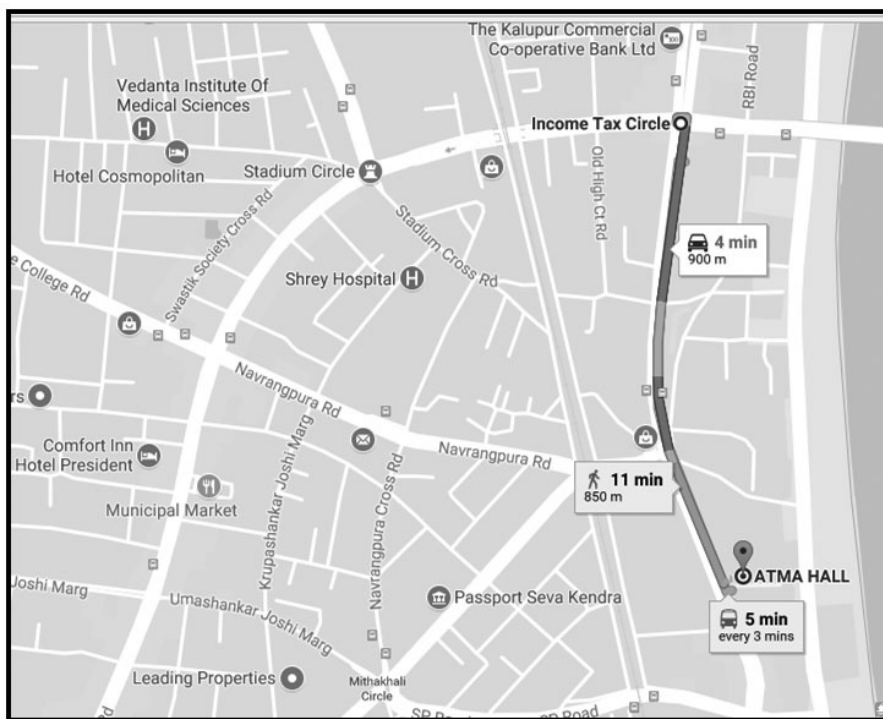 The Kalupur Commercial
Co-operative Bank Ltd
RBI Road
Vedanta Institute Of
Medical Sciences
Hotel Cosmopolitan
Income Tax Circle
Stadium Circle
Old High Ct Rd
Swastik Society Cross Rd
Stadium Cross Rd
4 min
900 m
Shrey Hospital
e College Rd
Navrangpura Rd
rs
Comfort Inn
Hotel President
Krupashankar Joshi Marg
Navrangpura Rd
Navrangpura Cross Rd
11 min
850 m
Municipal Market
ATMA HALL
Joshi Marg
Umashankar Joshi Marg
Passport Seva Kendra
5 min
every 3 mins
Leading Properties
Mithakhali
Circle
Rd